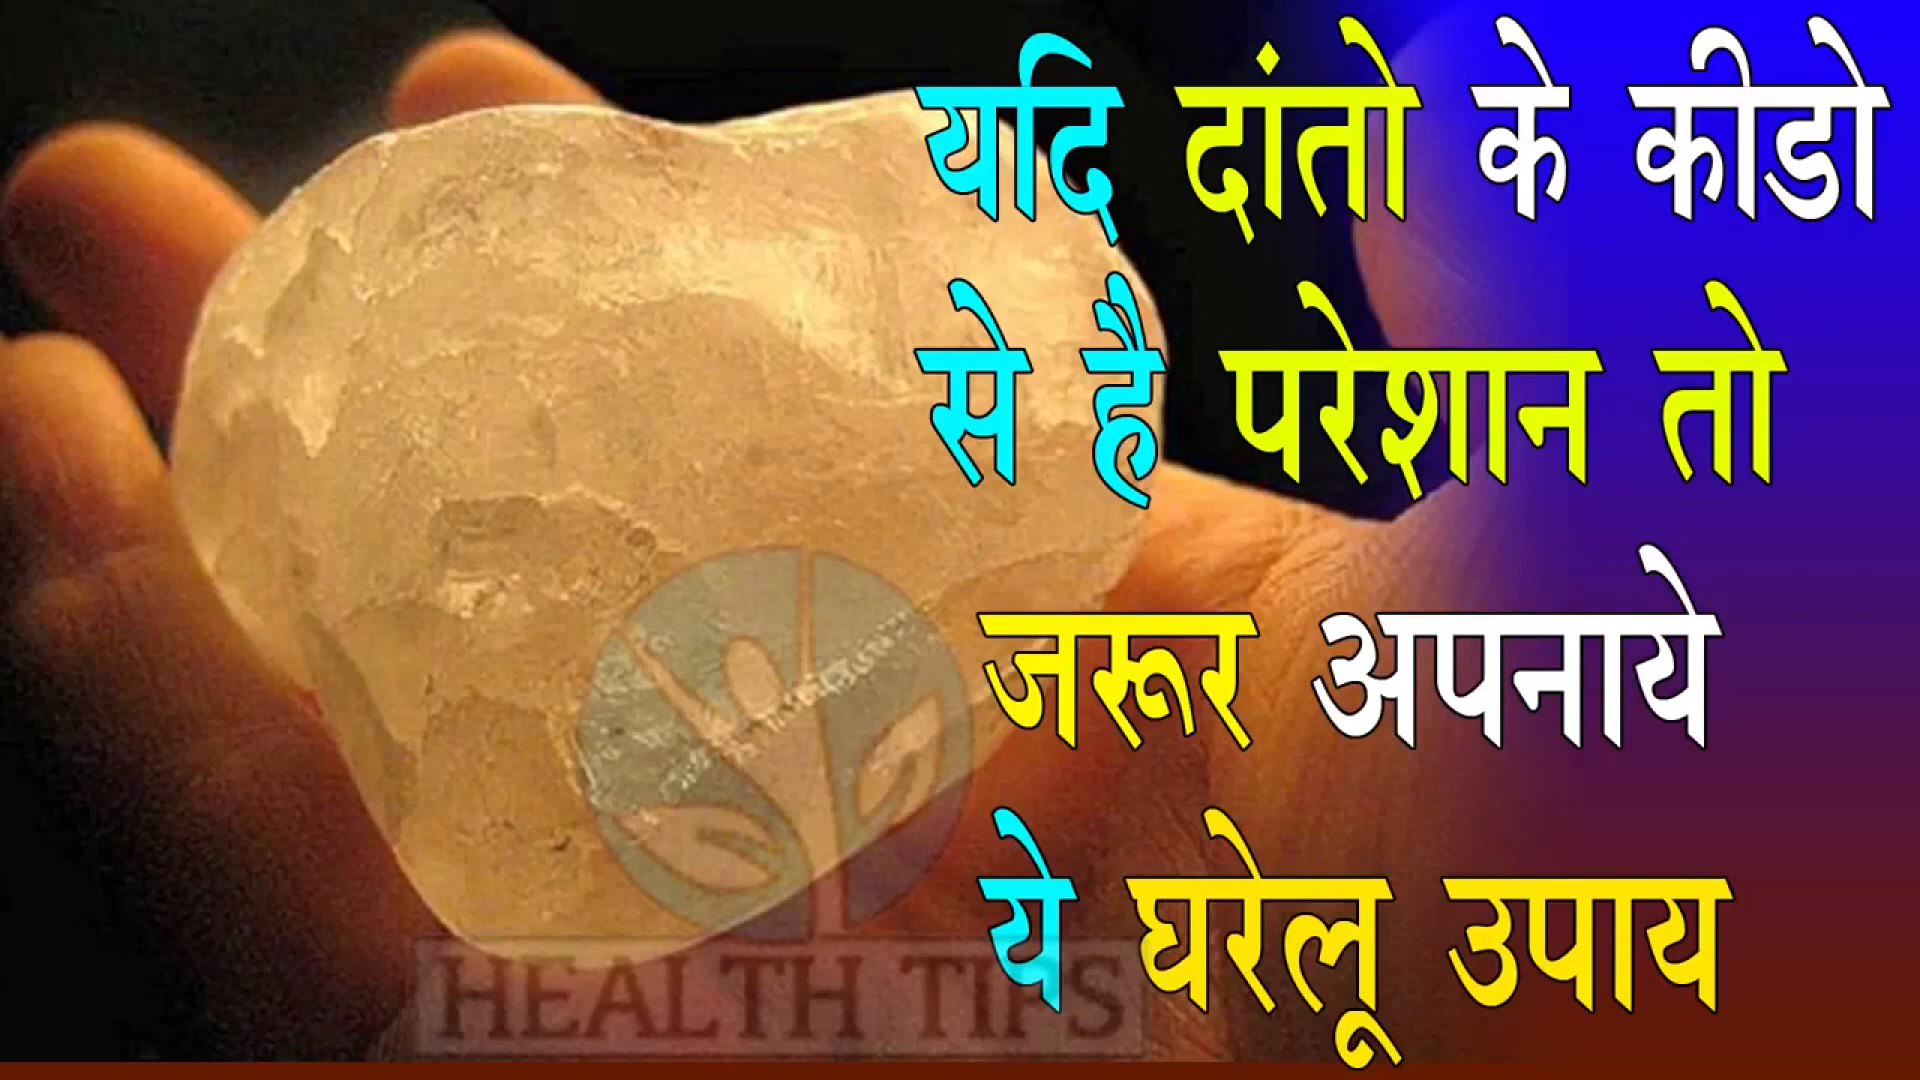 यदि दांतो के कीडो
से है परेशान तो
जरूर अपनाये
ये घरेलू उपाय
HEALTH TIPS